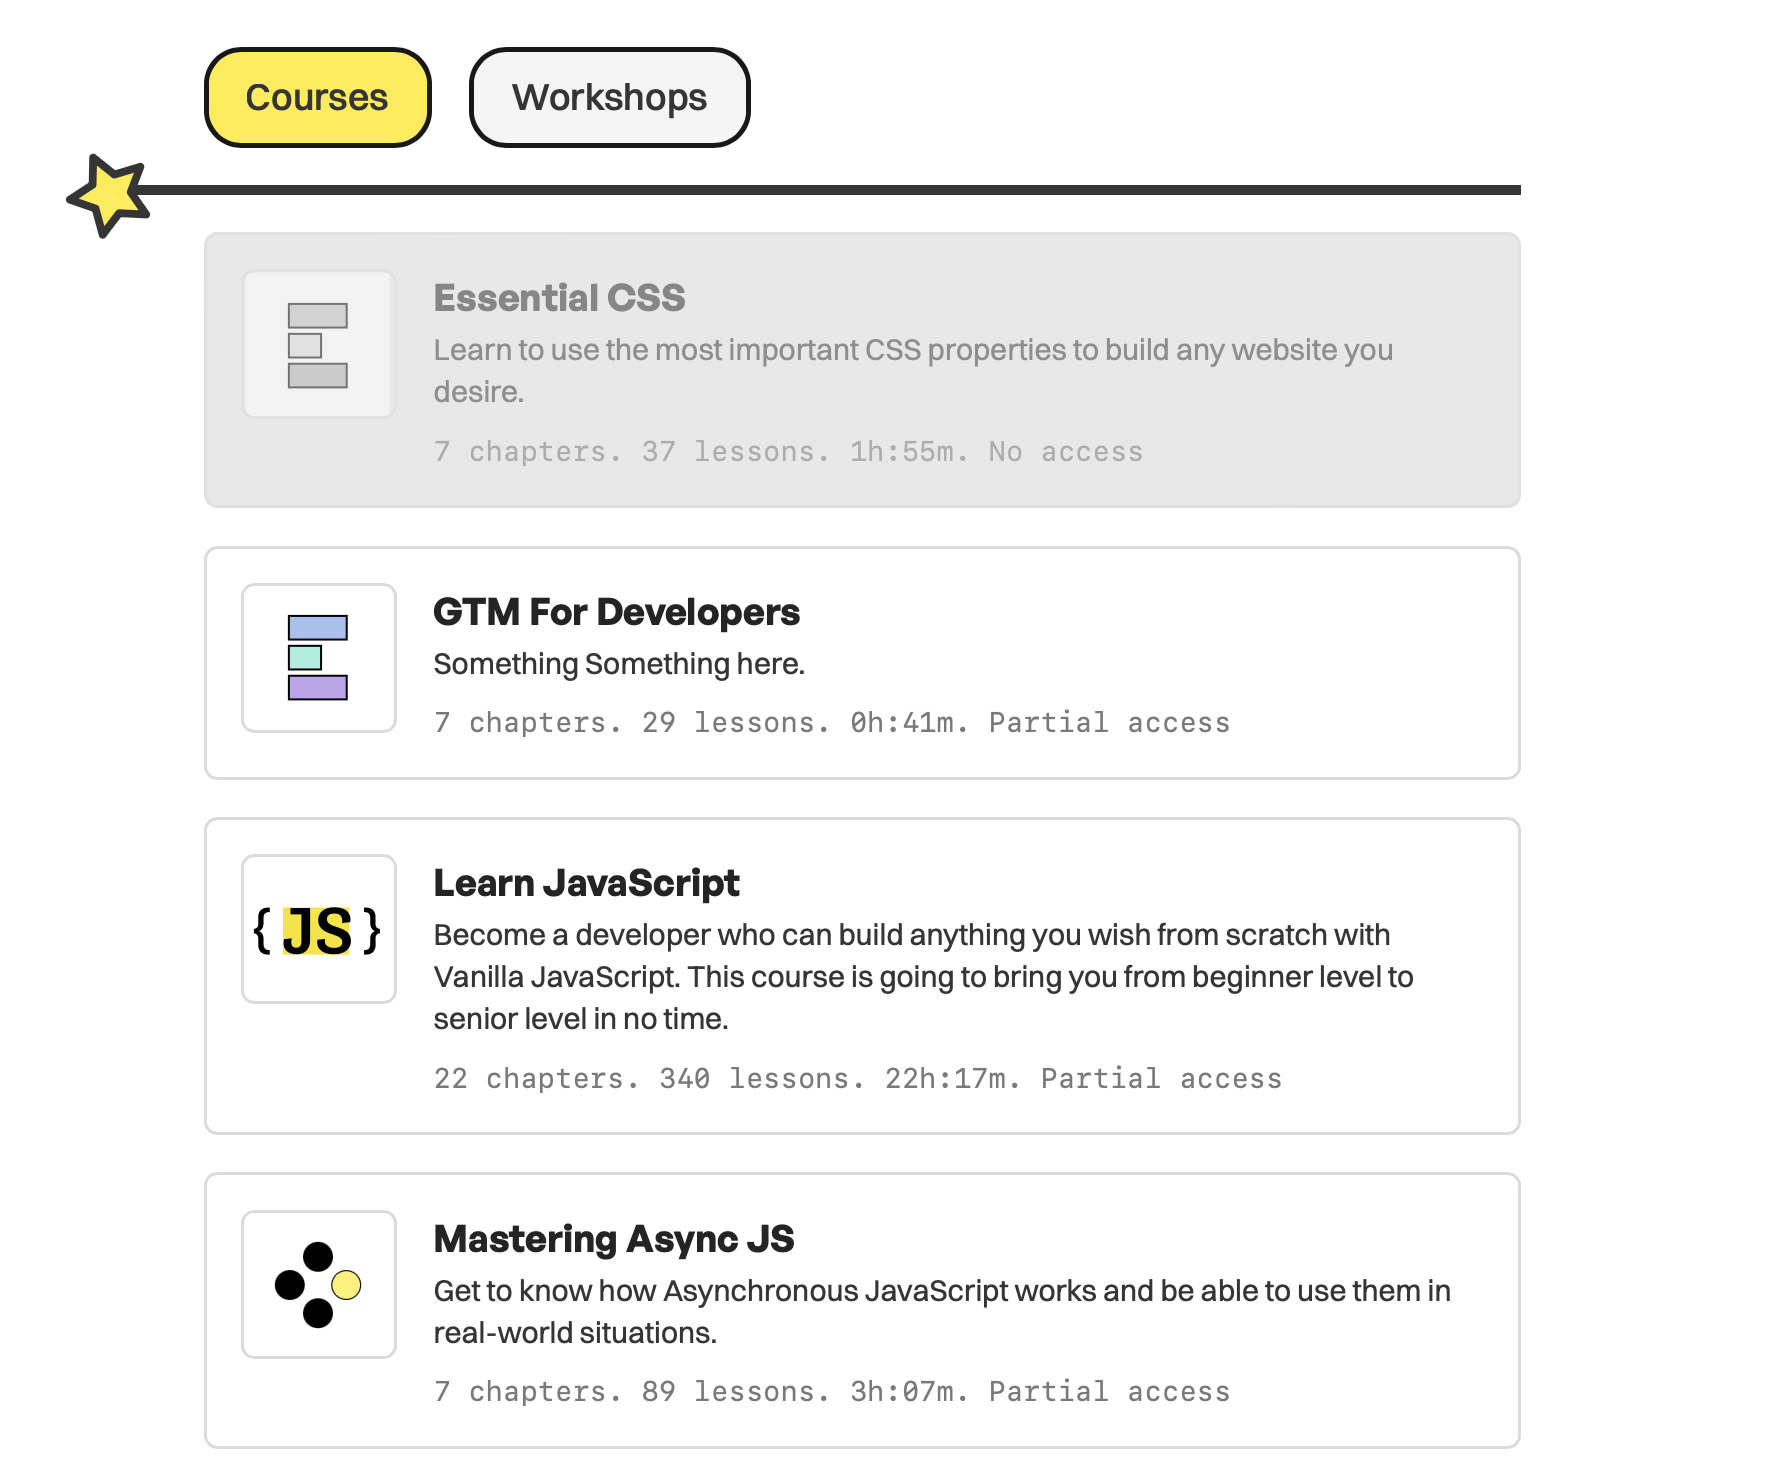 Courses
Workshops
Essential CSS
Learn to use the most important CSS properties to build any website you
desire.
7 chapters. 37 lessons. 1h:55m. No access
GTM For Developers
Something Something here.
7 chapters. 29 lessons. 0h:41m. Partial access
{ JS }
Learn JavaScript
Become a developer who can build anything you wish from scratch with
Vanilla JavaScript. This course is going to bring you from beginner level to
senior level in no time.
22 chapters. 340 lessons. 22h:17m. Partial access
Mastering Async JS
Get to know how Asynchronous JavaScript works and be able to use them in
real-world situations.
7 chapters. 89 lessons. 3h:07m. Partial access